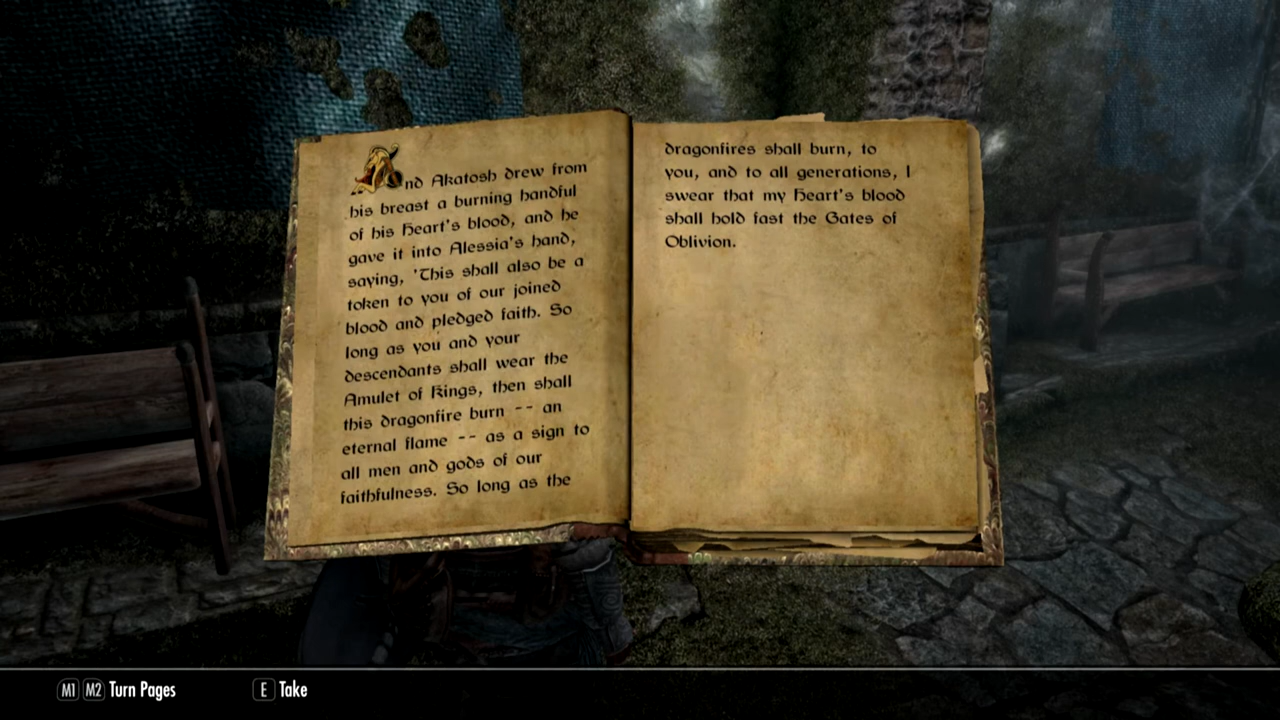 And Akatosh drew from
his breast a burning handful
of his Heart's blood, and he
gave it into Alessia's hand,
saying, 'This shall also be a
token to you of our joined
blood and pledged faith. So
long as you and your
descendants shall wear the
Amulet of Kings, then shall
this dragonfire burn -- an
eternal flame -- as a sign to
all men and gods of our
faithfulness. So long as the
dragonfires shall burn, to
you, and to all generations, I
swear that my Heart's blood
shall hold fast the Gates of
Oblivion.
M1 M2 Turn Pages
E Take